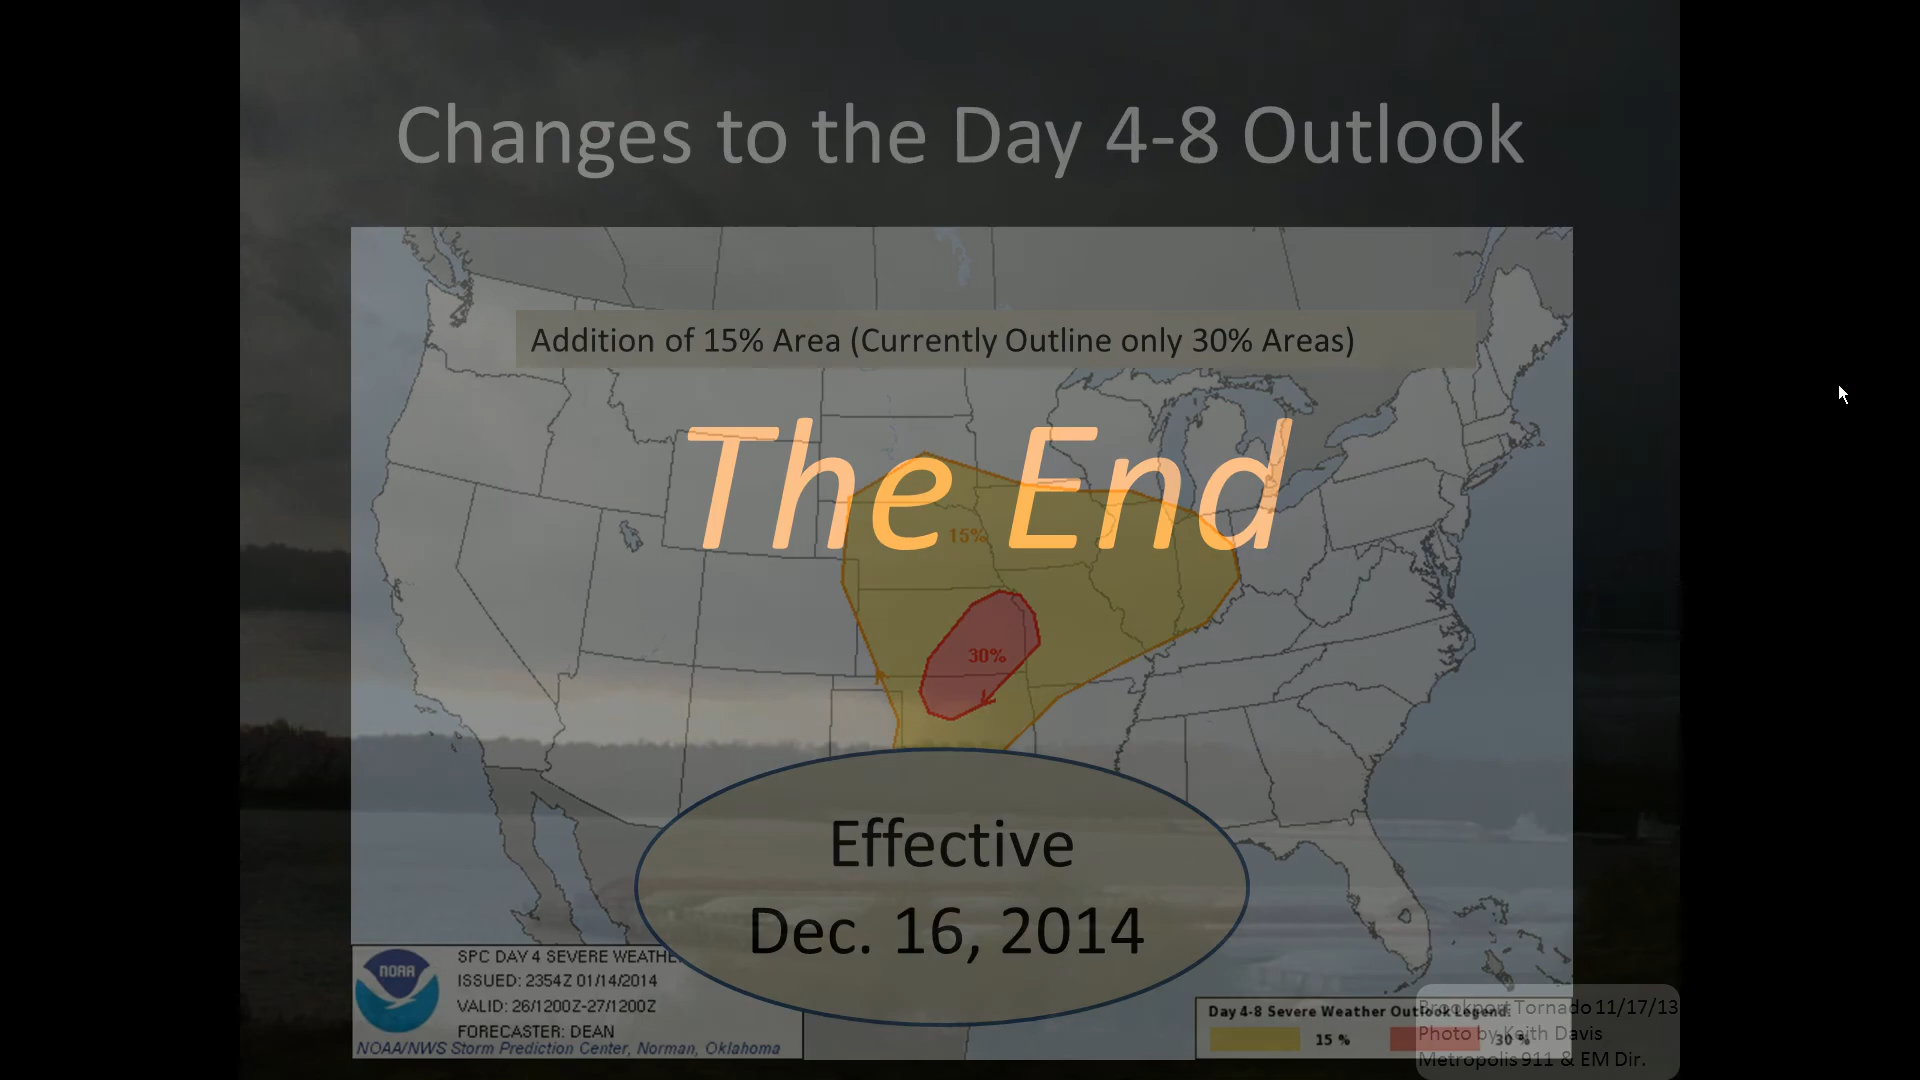 Changes to the Day 4-8 Outlook
Addition of 15% Area (Currently Outline only 30% Areas)
The End
15%
30%
Effective
Dec. 16, 2014
NOAA
SPC DAY 4 SEVERE WEATHE
ISSUED: 2354Z 01/14/2014
VALID: 26/1200Z-27/1200Z
FORECASTER: DEAN
NOAA/NWS Storm Prediction Center, Norman, Oklahoma
Day 4-8 Severe Weather Outlook Legend:
15 %
30 %
Brookport Tornado 11/17/13
Photo by Keith Davis
Metropolis 911 & EM Dir.